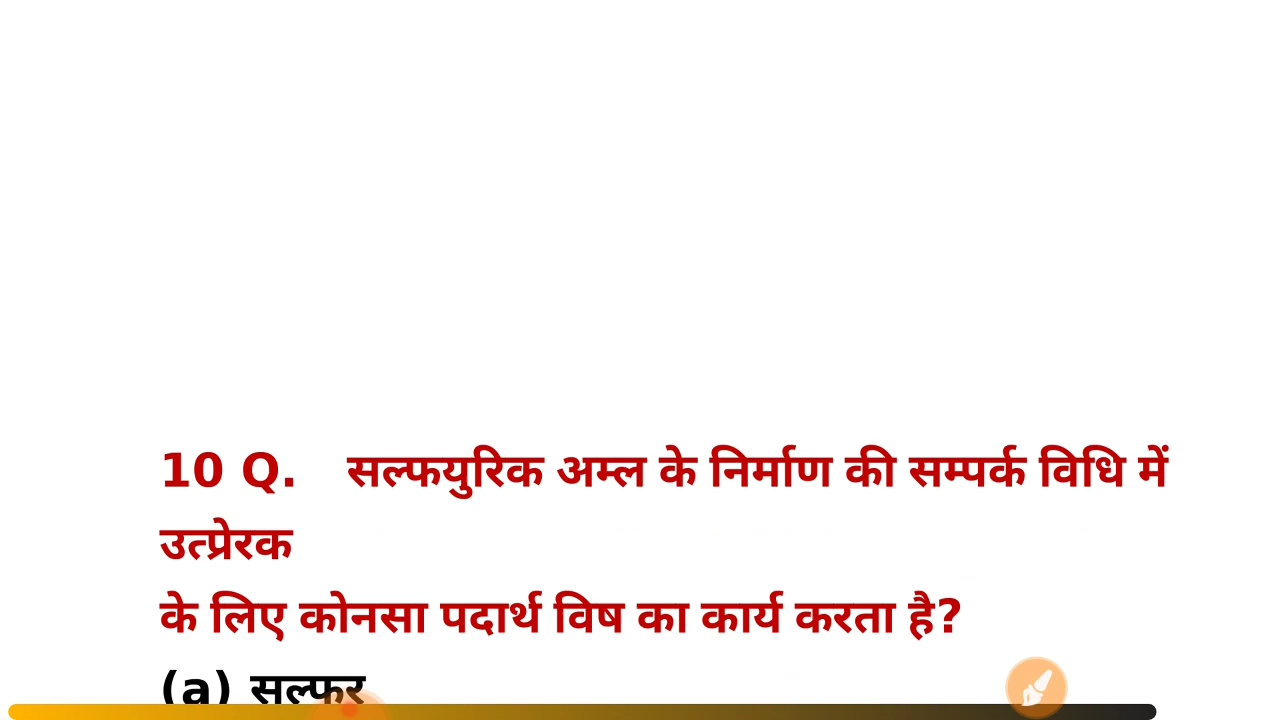 10 Q. सल्फयुरिक अम्ल के निर्माण की सम्पर्क विधि में
उत्प्रेरक
के लिए कोनसा पदार्थ विष का कार्य करता है?
(a) सल्फर